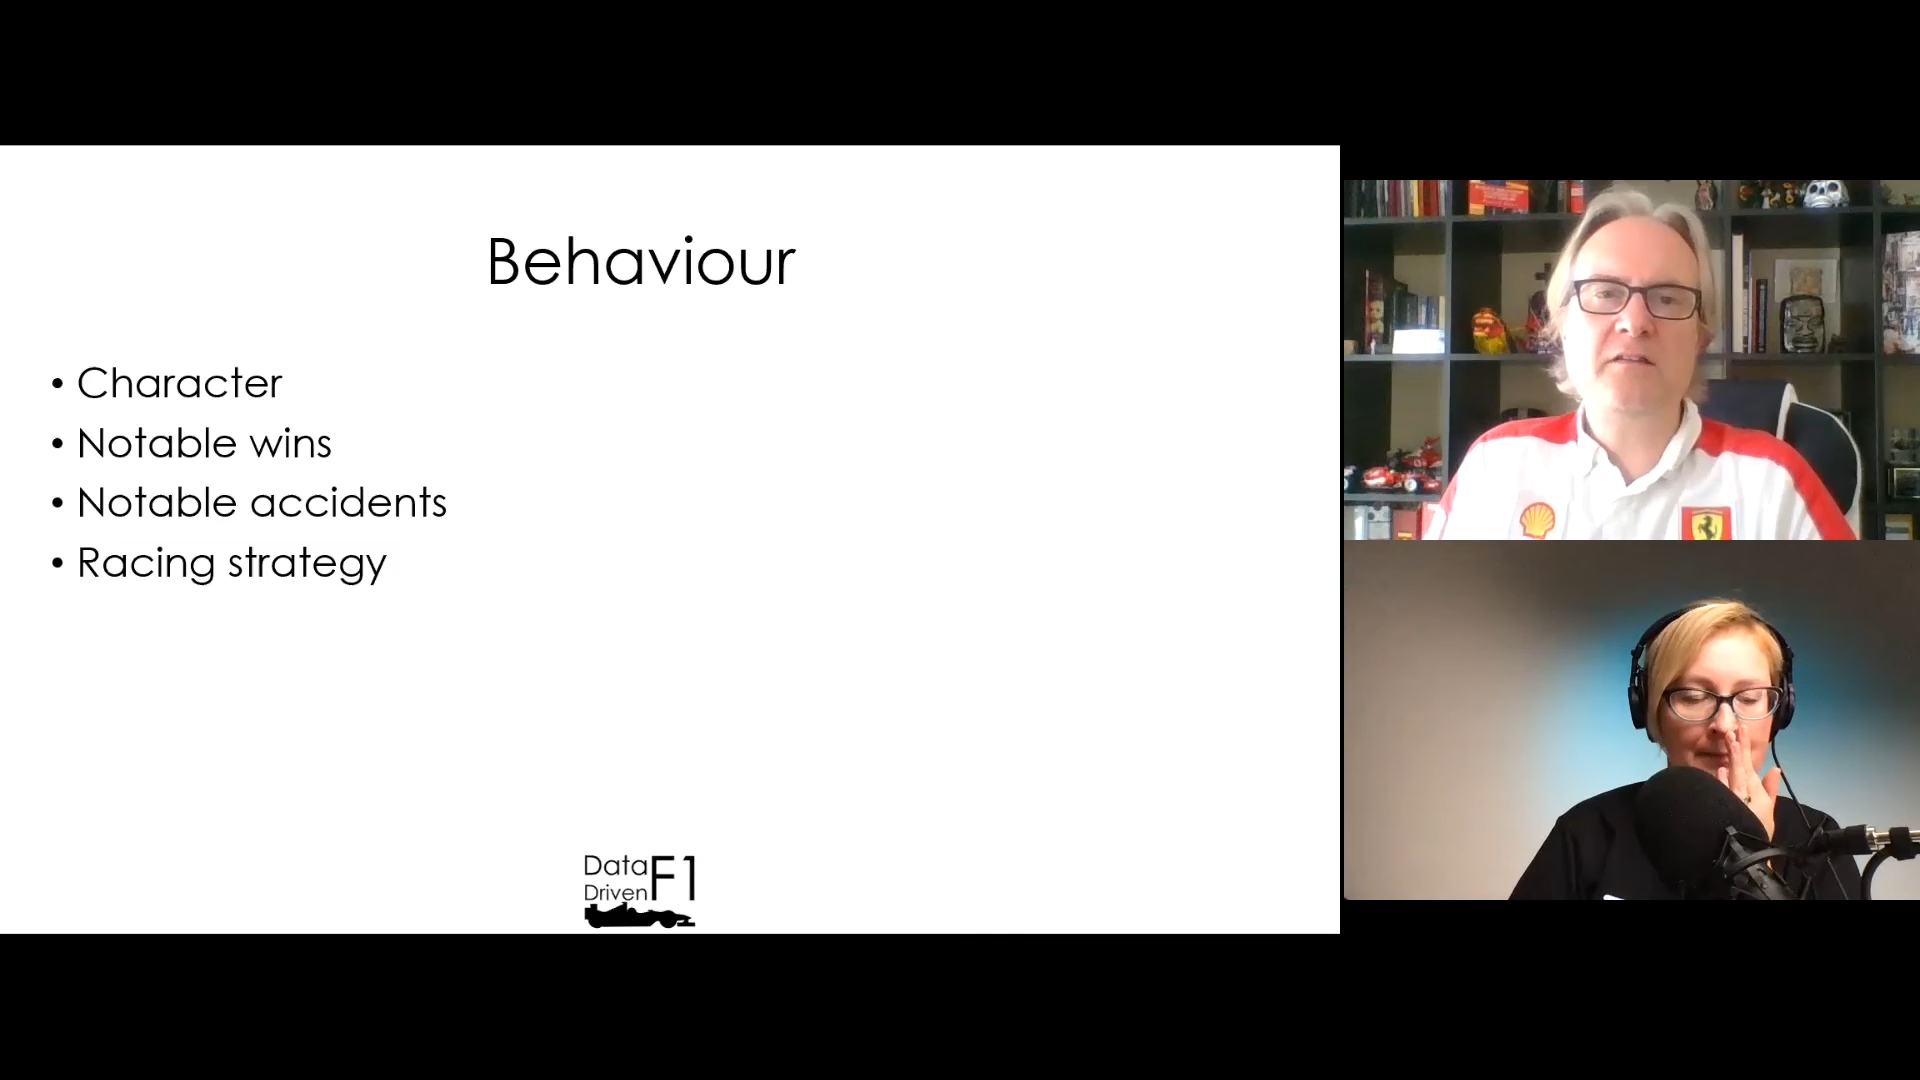 Behaviour
• Character
• Notable wins
• Notable accidents
• Racing strategy
Data
Driven
F1